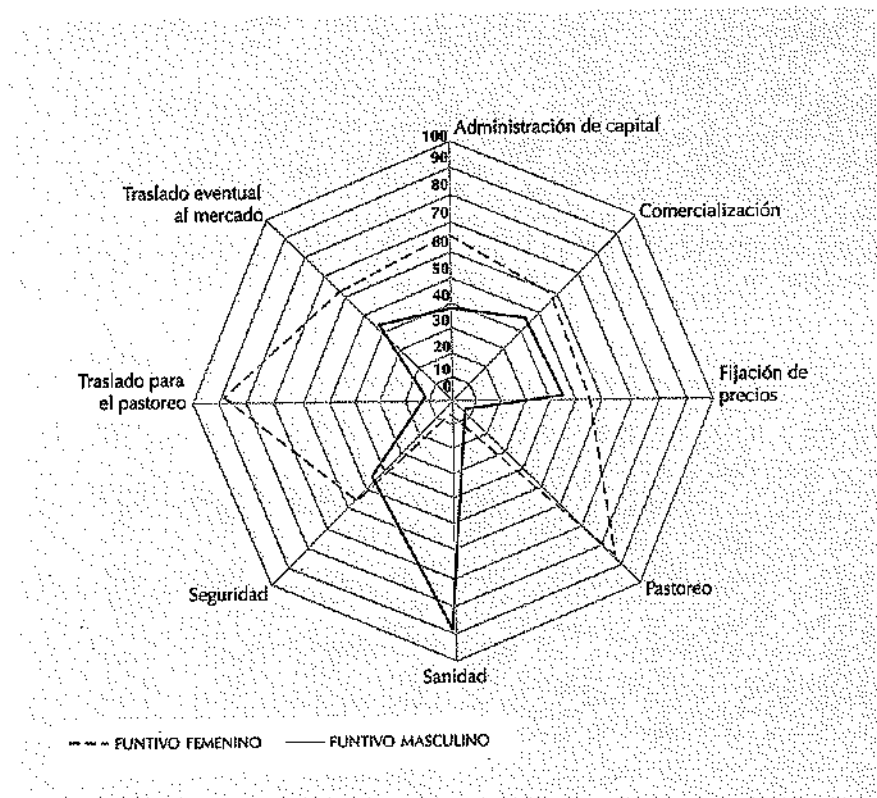 100 Administración de capital
90
80
70
60
50
40
30
20
10
0
Traslado eventual
al mercado
Comercialización
Traslado para
el pastoreo
Fijación de
precios
Seguridad
Pastoreo
Sanidad
FUNTIVO FEMENINO
FUNTIVO MASCULINO